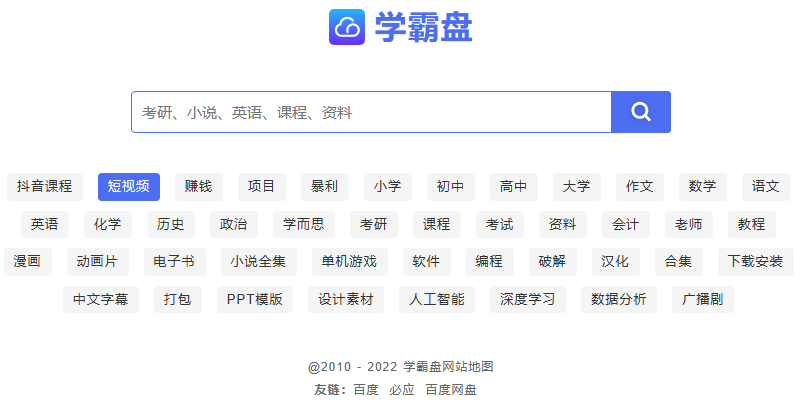 学霸盘
考研、小说、英语、课程、资料
抖音课程 短视频 赚钱 项目 暴利 小学 初中 高中 大学 作文 数学 语文
英语 化学 历史 政治 学而思 考研 课程 考试 资料 会计 老师 教程
漫画 动画片 电子书 小说全集 单机游戏 软件 编程 破解 汉化 合集 下载安装
中文字幕 打包 PPT模版 设计素材 人工智能 深度学习 数据分析 广播剧
@2010 - 2022 学霸盘网站地图
友链：百度 必应 百度网盘